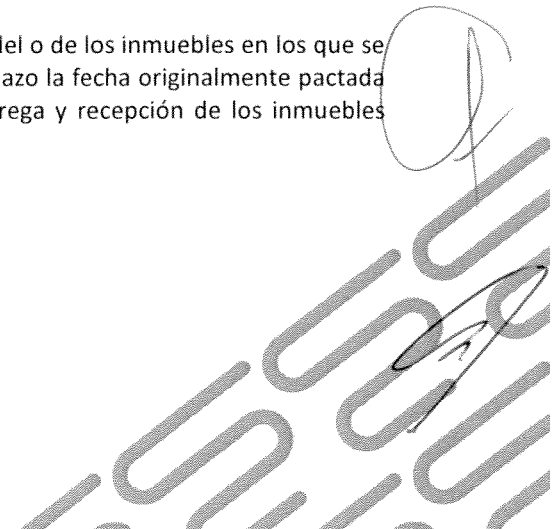 del o de los inmuebles en los que se
azo la fecha originalmente pactada
rega y recepción de los inmuebles